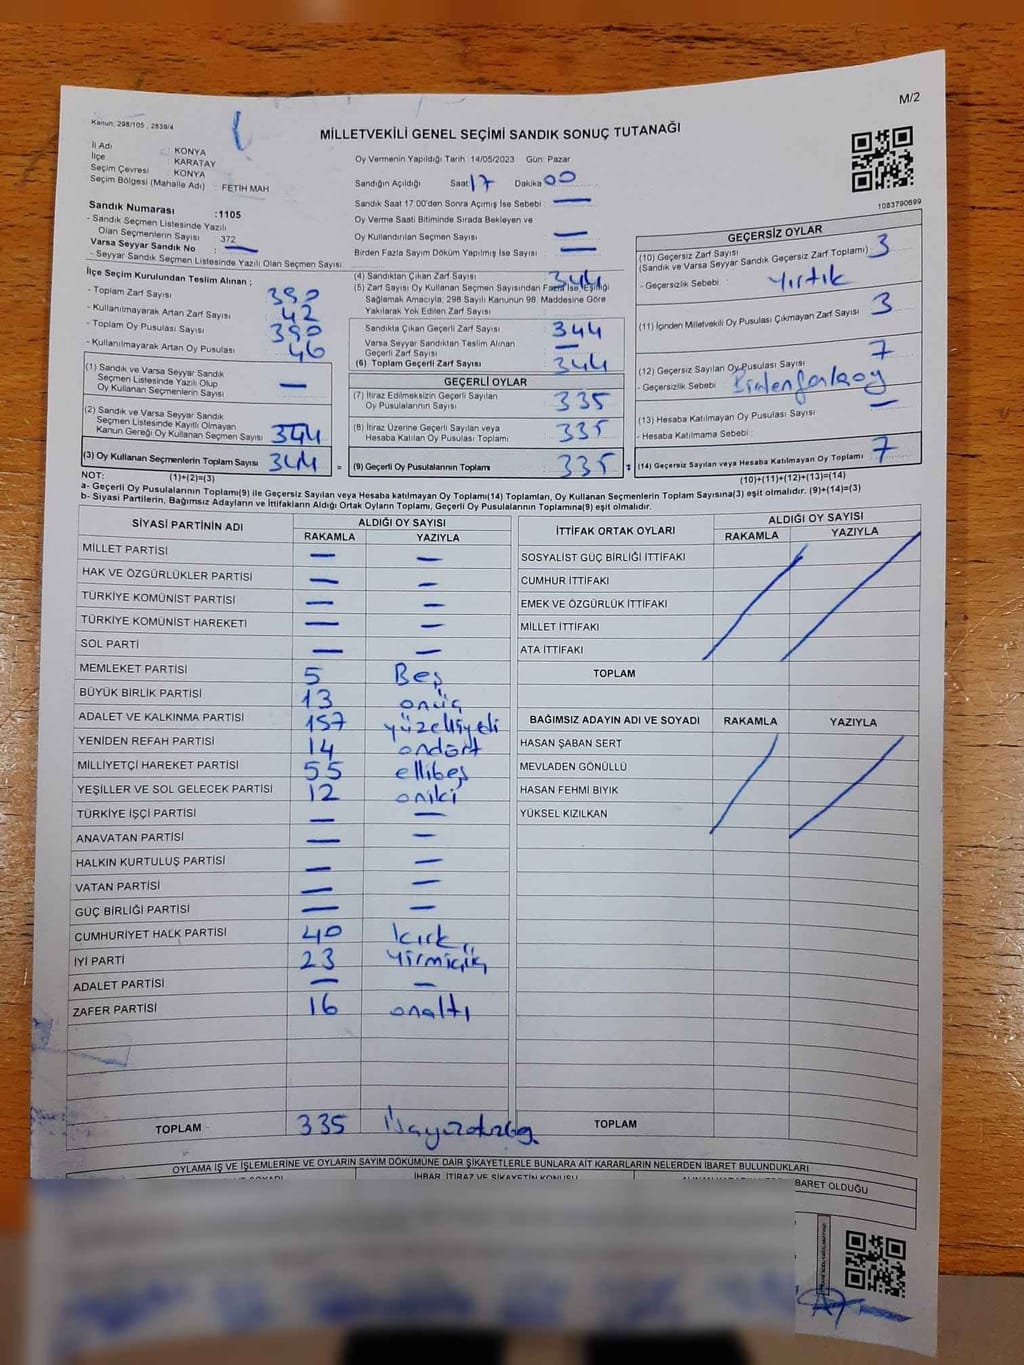 M/2
Kanun: 298/105 , 2839/4
MİLLETVEKİLİ GENEL SEÇİMİ SANDIK SONUÇ TUTANAĞI
İl Adı : KONYA
İlçe : KARATAY
Seçim Çevresi : KONYA
Seçim Bölgesi (Mahalle Adı) : FETİH MAH
Oy Vermenin Yapıldığı Tarih 14/05/2023 Gün: Pazar
Sandığın Açıldığı Saat 17 Dakika 00
Sandık Saat 17.00'den Sonra Açılmış İse Sebebi : —
Oy Verme Saati Bitiminde Sırada Bekleyen ve
Oy Kullandırılan Seçmen Sayısı —
Birden Fazla Sayım Döküm Yapılmış İse Sayısı —
1083790699
Sandık Numarası :1105
- Sandık Seçmen Listesinde Yazılı
Olan Seçmenlerin Sayısı 372
Varsa Seyyar Sandık No : —
- Seyyar Sandık Seçmen Listesinde Yazılı Olan Seçmen Sayısı:
İlçe Seçim Kurulundan Teslim Alınan ;
- Toplam Zarf Sayısı 390
- Kullanılmayarak Artan Zarf Sayısı 42
- Toplam Oy Pusulası Sayısı 390
- Kullanılmayarak Artan Oy Pusulası 46
(1) Sandık ve Varsa Seyyar Sandık
Seçmen Listesinde Yazılı Olup
Oy Kullanan Seçmenlerin Sayısı —
(2) Sandık ve Varsa Seyyar Sandık
Seçmen Listesinde Kayıtlı Olmayan
Kanun Gereği Oy Kullanan Seçmen Sayısı 344
(3) Oy Kullanan Seçmenlerin Toplam Sayısı 344
(1)+(2)=(3)
(4) Sandıktan Çıkan Zarf Sayısı 344
(5) Zarf Sayısı Oy Kullanan Seçmen Sayısından Fazla İse, Eşitliği
Sağlamak Amacıyla; 298 Sayılı Kanunun 98. Maddesine Göre
Yakılarak Yok Edilen Zarf Sayısı
Sandıkta Çıkan Geçerli Zarf Sayısı 344
Varsa Seyyar Sandıktan Teslim Alınan
Geçerli Zarf Sayısı —
(6) Toplam Geçerli Zarf Sayısı 344
GEÇERLİ OYLAR
(7) İtiraz Edilmeksizin Geçerli Sayılan
Oy Pusulalarının Sayısı 335
(8) İtiraz Üzerine Geçerli Sayılan veya
Hesaba Katılan Oy Pusulası Toplamı 335
= (9) Geçerli Oy Pusulalarının Toplamı 335
GEÇERSİZ OYLAR
(10) Geçersiz Zarf Sayısı
(Sandık ve Varsa Seyyar Sandık Geçersiz Zarf Toplamı) 3
- Geçersizlik Sebebi : Yırtık
(11) İçinden Milletvekili Oy Pusulası Çıkmayan Zarf Sayısı 3
(12) Geçersiz Sayılan Oy Pusulası Sayısı 7
- Geçersizlik Sebebi Birden fazla oy
(13) Hesaba Katılmayan Oy Pusulası Sayısı —
- Hesaba Katılmama Sebebi :
(14) Geçersiz Sayılan veya Hesaba Katılmayan Oy Toplamı 7
(10)+(11)+(12)+(13)=(14)
NOT:
a- Geçerli Oy Pusulalarının Toplamı(9) ile Geçersiz Sayılan veya Hesaba katılmayan Oy Toplamı(14) Toplamları, Oy Kullanan Seçmenlerin Toplam Sayısına(3) eşit olmalıdır. (9)+(14)=(3)
b- Siyasi Partilerin, Bağımsız Adayların ve İttifakların Aldığı Ortak Oyların Toplamı, Geçerli Oy Pusulalarının Toplamına(9) eşit olmalıdır.
SİYASİ PARTİNİN ADI ALDIĞI OY SAYISI
RAKAMLA YAZIYLA
MİLLET PARTİSİ — —
HAK VE ÖZGÜRLÜKLER PARTİSİ — —
TÜRKİYE KOMÜNİST PARTİSİ — —
TÜRKİYE KOMÜNİST HAREKETİ — —
SOL PARTİ — —
MEMLEKET PARTİSİ 5 Beş
BÜYÜK BİRLİK PARTİSİ 13 onüç
ADALET VE KALKINMA PARTİSİ 157 yüzelliyedi
YENİDEN REFAH PARTİSİ 14 ondört
MİLLİYETÇİ HAREKET PARTİSİ 55 ellibeş
YEŞİLLER VE SOL GELECEK PARTİSİ 12 oniki
TÜRKİYE İŞÇİ PARTİSİ — —
ANAVATAN PARTİSİ — —
HALKIN KURTULUŞ PARTİSİ — —
VATAN PARTİSİ — —
GÜÇ BİRLİĞİ PARTİSİ — —
CUMHURİYET HALK PARTİSİ 40 kırk
İYİ PARTİ 23 Yirmiüç
ADALET PARTİSİ — —
ZAFER PARTİSİ 16 onaltı
TOPLAM 335
İTTİFAK ORTAK OYLARI ALDIĞI OY SAYISI
RAKAMLA YAZIYLA
SOSYALİST GÜÇ BİRLİĞİ İTTİFAKI
CUMHUR İTTİFAKI
EMEK VE ÖZGÜRLÜK İTTİFAKI
MİLLET İTTİFAKI
ATA İTTİFAKI
TOPLAM
BAĞIMSIZ ADAYIN ADI VE SOYADI RAKAMLA YAZIYLA
HASAN ŞABAN SERT
MEVLADEN GÖNÜLLÜ
HASAN FEHMİ BIYIK
YÜKSEL KIZILKAN
TOPLAM
OYLAMA İŞ VE İŞLEMLERİNE VE OYLARIN SAYIM DÖKÜMÜNE DAİR ŞİKAYETLERLE BUNLARA AİT KARARLARIN NELERDEN İBARET BULUNDUKLARI
İHBAR, İTİRAZ VE ŞİKAYETİN KONUSU
İBARET OLDUĞU